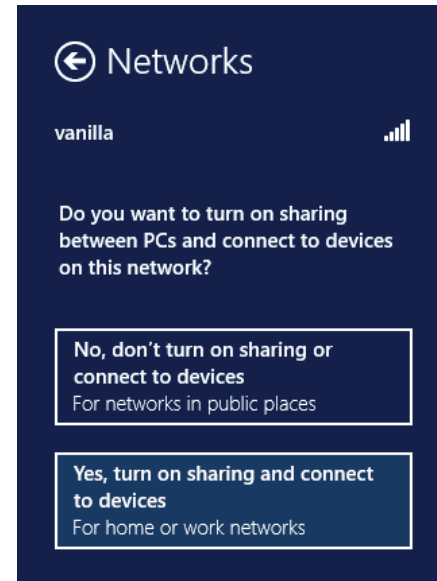 Networks
vanilla
Do you want to turn on sharing
between PCs and connect to devices
on this network?
No, don't turn on sharing or
connect to devices
For networks in public places
Yes, turn on sharing and connect
to devices
For home or work networks